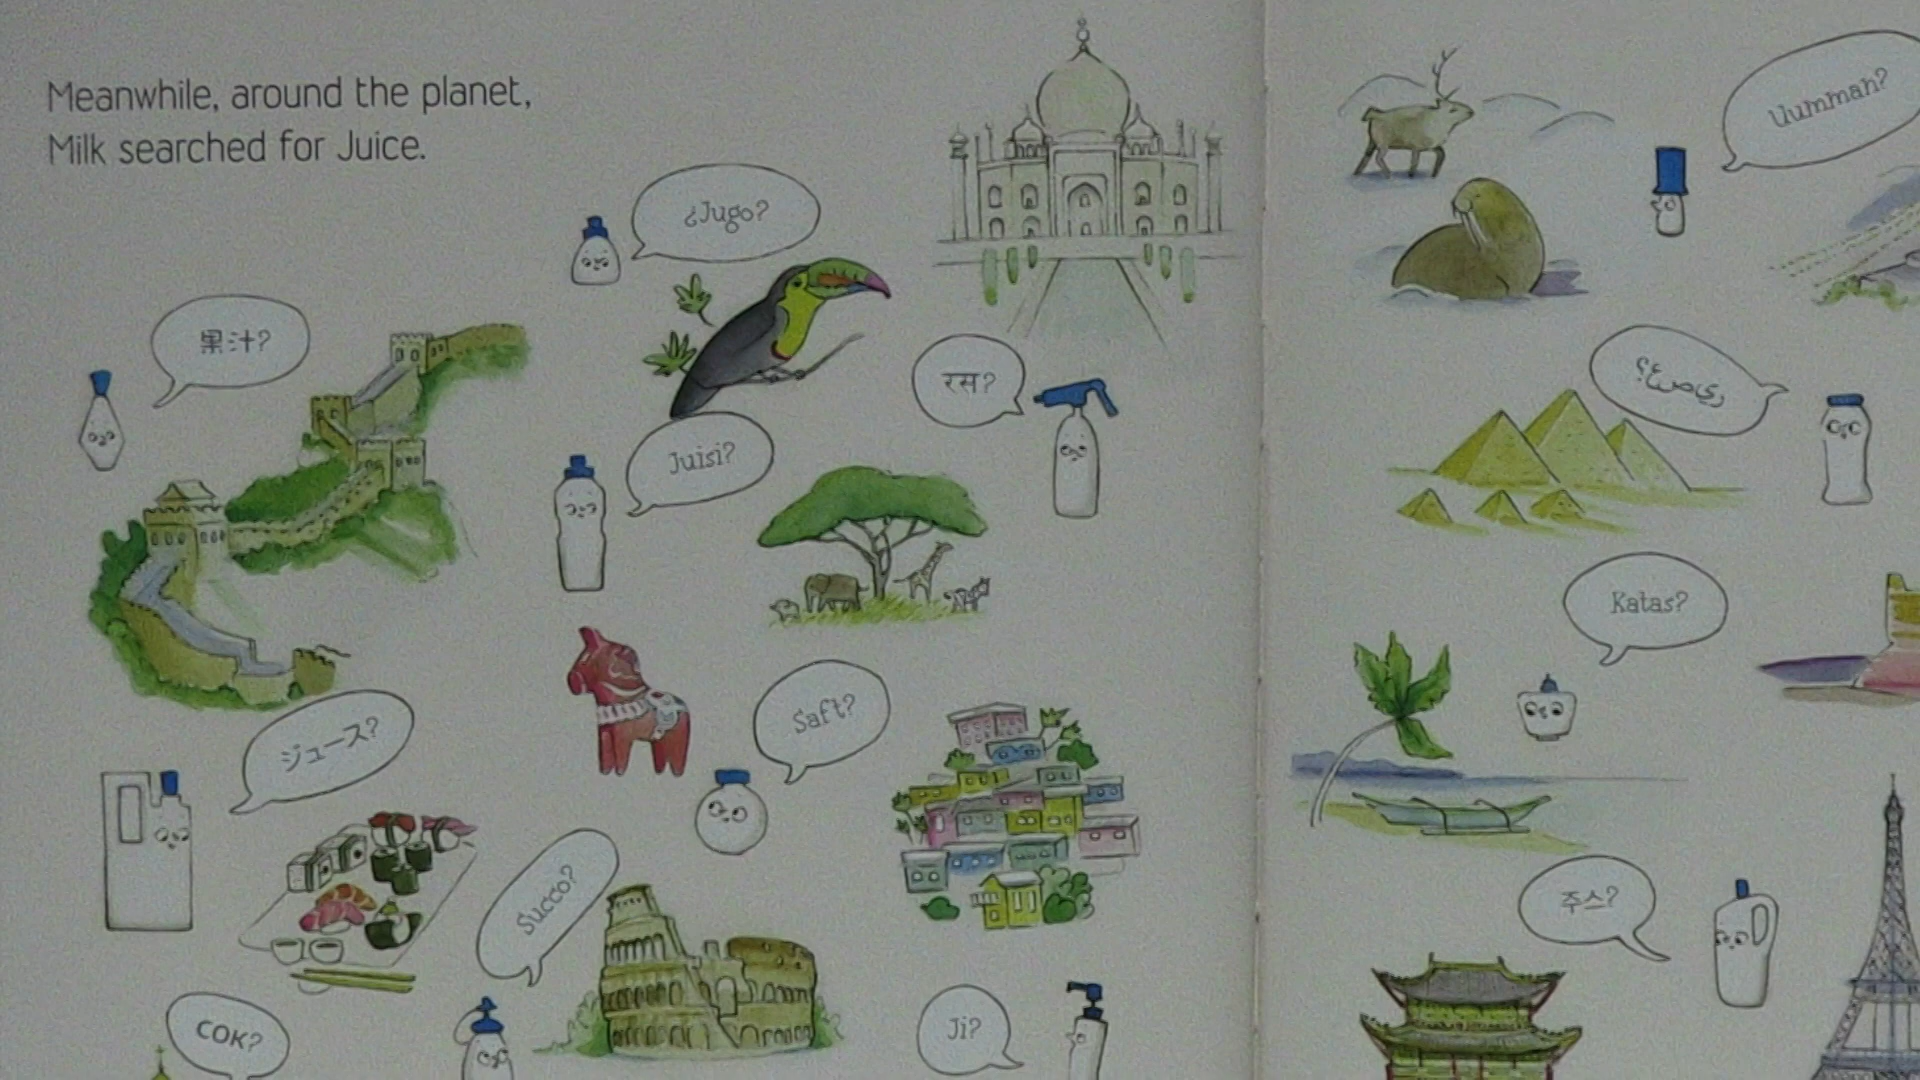 Meanwhile, around the planet,
Milk searched for Juice.
¿Jugo?
果汁?
रस?
Juisi?
Saft?
ジュース?
Succo?
COK?
Ji?
Uummah?
؟عصير
Katas?
주스?